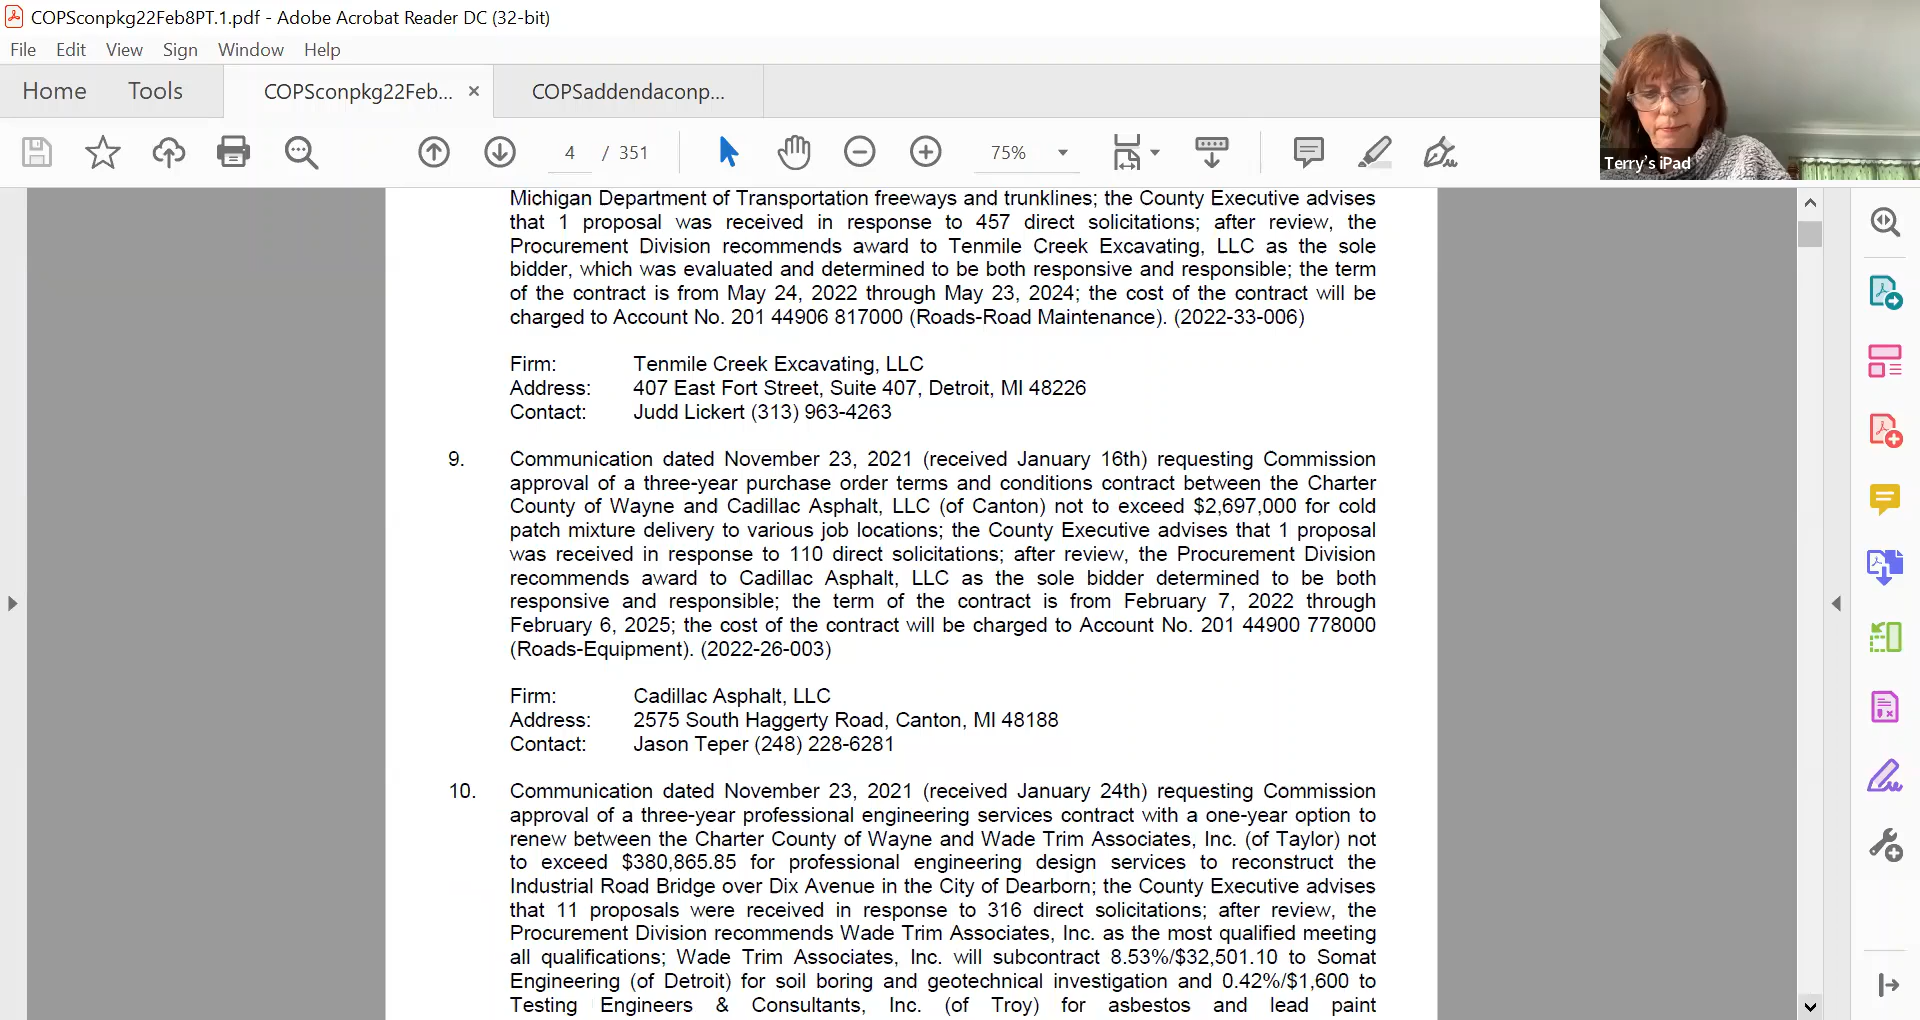 COPSconpkg22Feb8PT.1.pdf - Adobe Acrobat Reader DC (32-bit)
File Edit View Sign Window Help
Home Tools COPSconpkg22Feb... × COPSaddendaconp...
4 / 351 75%
Terry's iPad
Michigan Department of Transportation freeways and trunklines; the County Executive advises
that 1 proposal was received in response to 457 direct solicitations; after review, the
Procurement Division recommends award to Tenmile Creek Excavating, LLC as the sole
bidder, which was evaluated and determined to be both responsive and responsible; the term
of the contract is from May 24, 2022 through May 23, 2024; the cost of the contract will be
charged to Account No. 201 44906 817000 (Roads-Road Maintenance). (2022-33-006)
Firm: Tenmile Creek Excavating, LLC
Address: 407 East Fort Street, Suite 407, Detroit, MI 48226
Contact: Judd Lickert (313) 963-4263
9. Communication dated November 23, 2021 (received January 16th) requesting Commission
approval of a three-year purchase order terms and conditions contract between the Charter
County of Wayne and Cadillac Asphalt, LLC (of Canton) not to exceed $2,697,000 for cold
patch mixture delivery to various job locations; the County Executive advises that 1 proposal
was received in response to 110 direct solicitations; after review, the Procurement Division
recommends award to Cadillac Asphalt, LLC as the sole bidder determined to be both
responsive and responsible; the term of the contract is from February 7, 2022 through
February 6, 2025; the cost of the contract will be charged to Account No. 201 44900 778000
(Roads-Equipment). (2022-26-003)
Firm: Cadillac Asphalt, LLC
Address: 2575 South Haggerty Road, Canton, MI 48188
Contact: Jason Teper (248) 228-6281
10. Communication dated November 23, 2021 (received January 24th) requesting Commission
approval of a three-year professional engineering services contract with a one-year option to
renew between the Charter County of Wayne and Wade Trim Associates, Inc. (of Taylor) not
to exceed $380,865.85 for professional engineering design services to reconstruct the
Industrial Road Bridge over Dix Avenue in the City of Dearborn; the County Executive advises
that 11 proposals were received in response to 316 direct solicitations; after review, the
Procurement Division recommends Wade Trim Associates, Inc. as the most qualified meeting
all qualifications; Wade Trim Associates, Inc. will subcontract 8.53%/$32,501.10 to Somat
Engineering (of Detroit) for soil boring and geotechnical investigation and 0.42%/$1,600 to
Testing Engineers & Consultants, Inc. (of Troy) for asbestos and lead paint